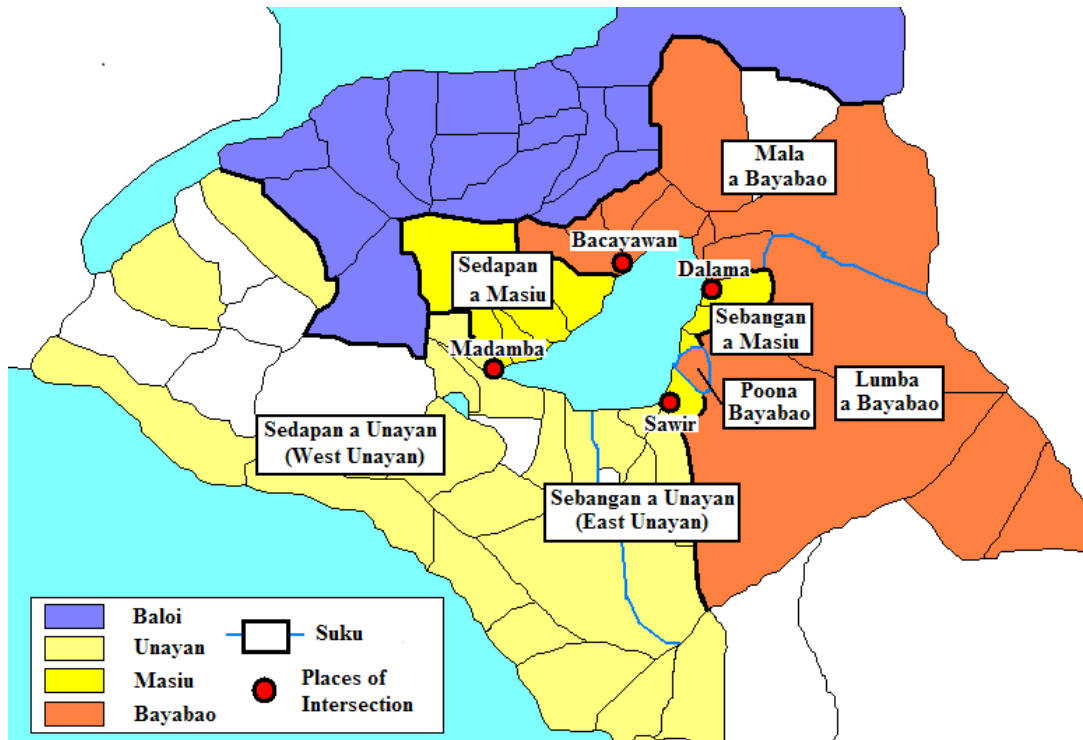 Mala
a Bayabao
Bacayawan
Sedapan
a Masiu
Dalama
Sebangan
a Masiu
Madamba
Poona
Bayabao
Lumba
a Bayabao
Sawir
Sedapan a Unayan
(West Unayan)
Sebangan a Unayan
(East Unayan)
Baloi
Unayan
Masiu
Bayabao
Suku
Places of
Intersection